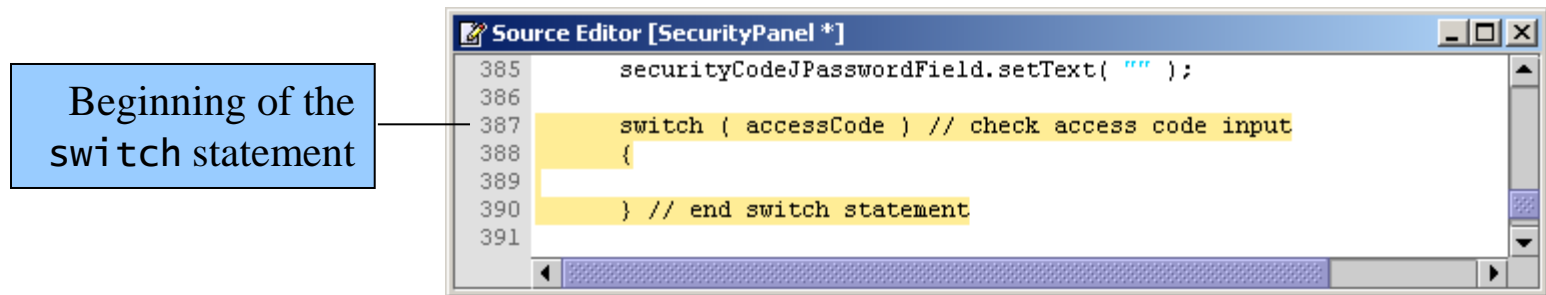 Beginning of the
switch statement
Source Editor [SecurityPanel *]
385 securityCodeJPasswordField.setText( "" );
386
387 switch ( accessCode ) // check access code input
388 {
389
390 } // end switch statement
391